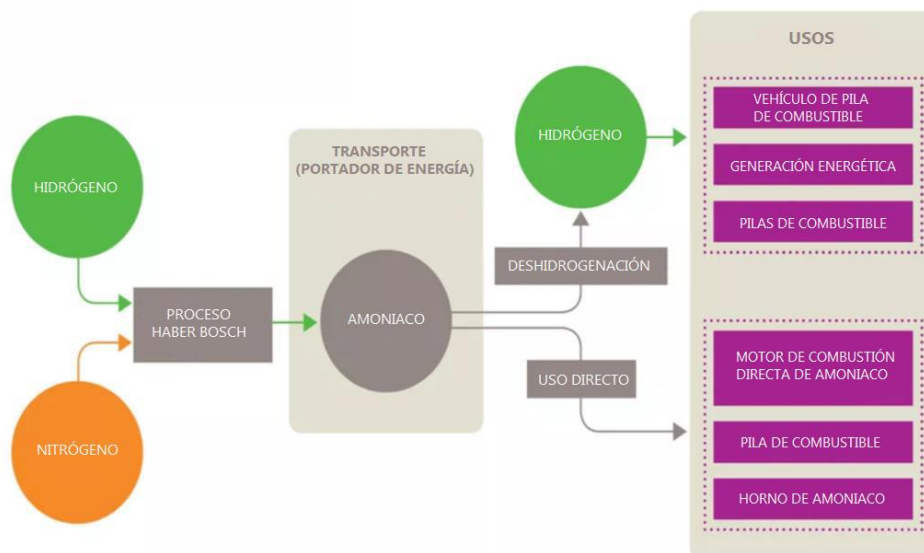 HIDRÓGENO
NITRÓGENO
PROCESO
HABER BOSCH
TRANSPORTE
(PORTADOR DE ENERGÍA)
AMONIACO
HIDRÓGENO
DESHIDROGENACIÓN
USO DIRECTO
USOS
VEHÍCULO DE PILA
DE COMBUSTIBLE
GENERACIÓN ENERGÉTICA
PILAS DE COMBUSTIBLE
MOTOR DE COMBUSTIÓN
DIRECTA DE AMONIACO
PILA DE COMBUSTIBLE
HORNO DE AMONIACO